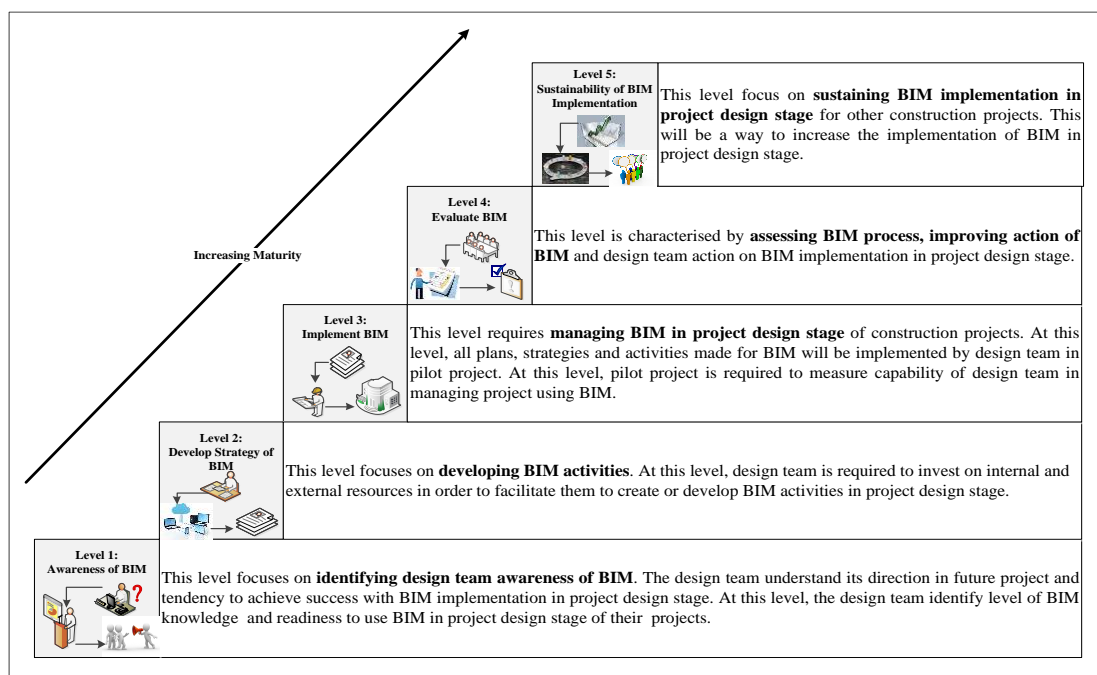 Level 5:
Sustainability of BIM
Implementation
This level focus on sustaining BIM implementation in
project design stage for other construction projects. This
will be a way to increase the implementation of BIM in
project design stage.
Level 4:
Evaluate BIM
This level is characterised by assessing BIM process, improving action of
BIM and design team action on BIM implementation in project design stage.
Increasing Maturity
Level 3:
Implement BIM
This level requires managing BIM in project design stage of construction projects. At this
level, all plans, strategies and activities made for BIM will be implemented by design team in
pilot project. At this level, pilot project is required to measure capability of design team in
managing project using BIM.
Level 2:
Develop Strategy of
BIM
This level focuses on developing BIM activities. At this level, design team is required to invest on internal and
external resources in order to facilitate them to create or develop BIM activities in project design stage.
Level 1:
Awareness of BIM
?
This level focuses on identifying design team awareness of BIM. The design team understand its direction in future project and
tendency to achieve success with BIM implementation in project design stage. At this level, the design team identify level of BIM
knowledge and readiness to use BIM in project design stage of their projects.